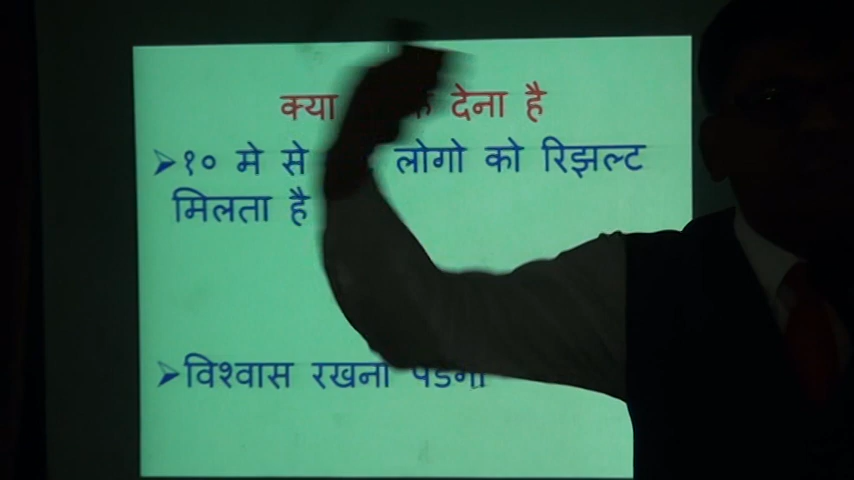 क्या देना है
➢१० मे से लोगो को रिझल्ट
मिलता है
➢विश्वास रखना पडेगा